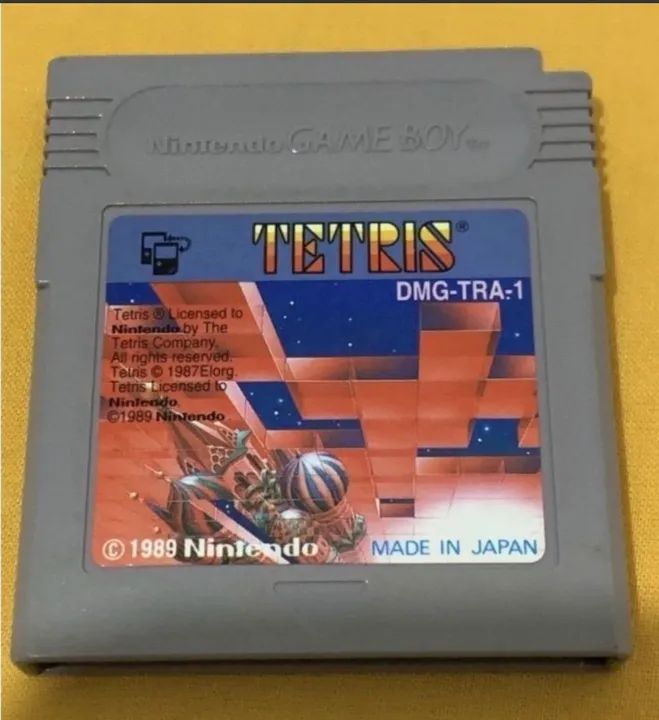 Nintendo GAME BOY™
TETRIS®
DMG-TRA-1
Tetris ® Licensed to
Nintendo by The
Tetris Company.
All rights reserved.
Tetris © 1987Elorg.
Tetris Licensed to
Nintendo.
©1989 Nintendo
© 1989 Nintendo
MADE IN JAPAN